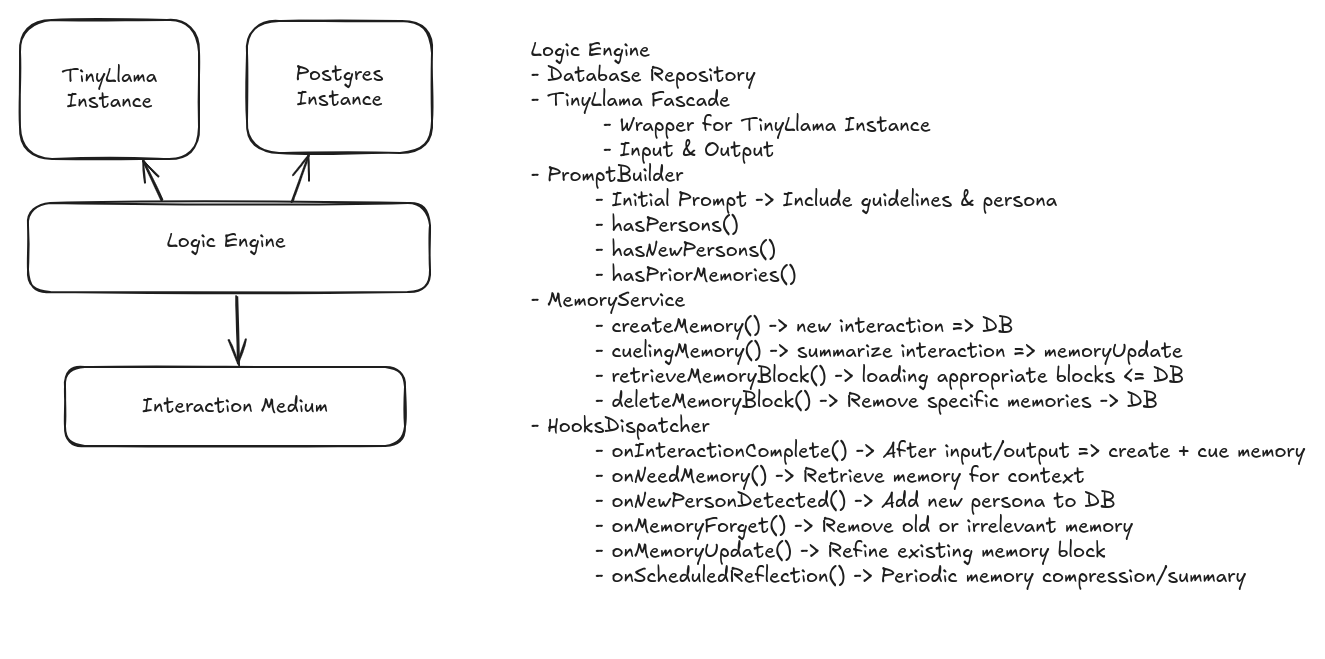 TinyLlama
Instance
Postgres
Instance
Logic Engine
Interaction Medium
Logic Engine
- Database Repository
- TinyLlama Fascade
- Wrapper for TinyLlama Instance
- Input & Output
- PromptBuilder
- Initial Prompt -> Include guidelines & persona
- hasPersons()
- hasNewPersons()
- hasPriorMemories()
- MemoryService
- createMemory() -> new interaction => DB
- cuelingMemory() -> summarize interaction => memoryUpdate
- retrieveMemoryBlock() -> loading appropriate blocks <= DB
- deleteMemoryBlock() -> Remove specific memories -> DB
- HooksDispatcher
- onInteractionComplete() -> After input/output => create + cue memory
- onNeedMemory() -> Retrieve memory for context
- onNewPersonDetected() -> Add new persona to DB
- onMemoryForget() -> Remove old or irrelevant memory
- onMemoryUpdate() -> Refine existing memory block
- onScheduledReflection() -> Periodic memory compression/summary